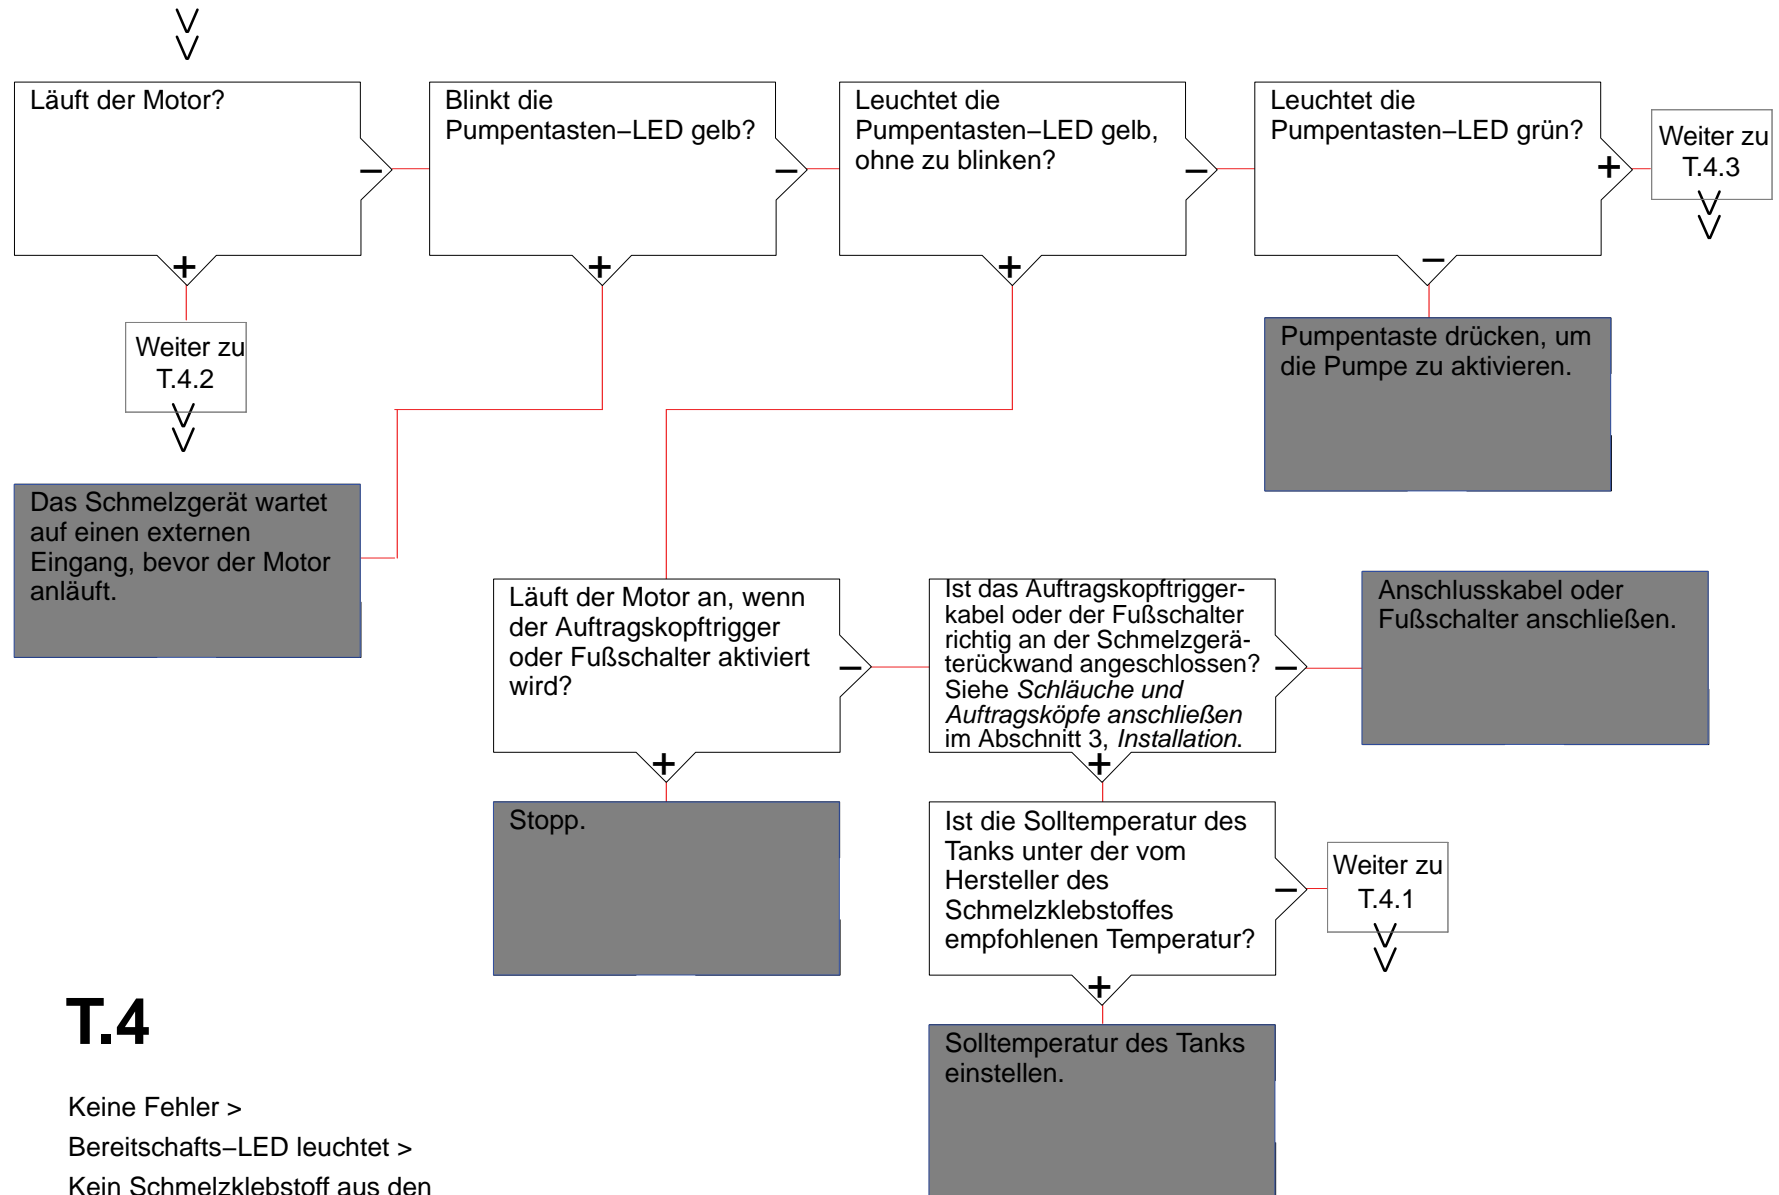 Läuft der Motor?
Blinkt die
Pumpentasten−LED gelb?
Leuchtet die
Pumpentasten−LED gelb,
ohne zu blinken?
Leuchtet die
Pumpentasten−LED grün?
Weiter zu
T.4.3
−
−
−
+
+
+
+
−
Weiter zu
T.4.2
Pumpentaste drücken, um
die Pumpe zu aktivieren.
Das Schmelzgerät wartet
auf einen externen
Eingang, bevor der Motor
anläuft.
Läuft der Motor an, wenn
der Auftragskopftrigger
oder Fußschalter aktiviert
wird?
−
+
Ist das Auftragskopftrigger-
kabel oder der Fußschalter
richtig an der Schmelzgerä-
terückwand angeschlossen?
Siehe Schläuche und
Auftragsköpfe anschließen
im Abschnitt 3, Installation.
−
+
Anschlusskabel oder
Fußschalter anschließen.
Stopp.
Ist die Solltemperatur des
Tanks unter der vom
Hersteller des
Schmelzklebstoffes
empfohlenen Temperatur?
−
+
Weiter zu
T.4.1
Solltemperatur des Tanks
einstellen.
T.4
Keine Fehler >
Bereitschafts−LED leuchtet >
Kein Schmelzklebstoff aus den